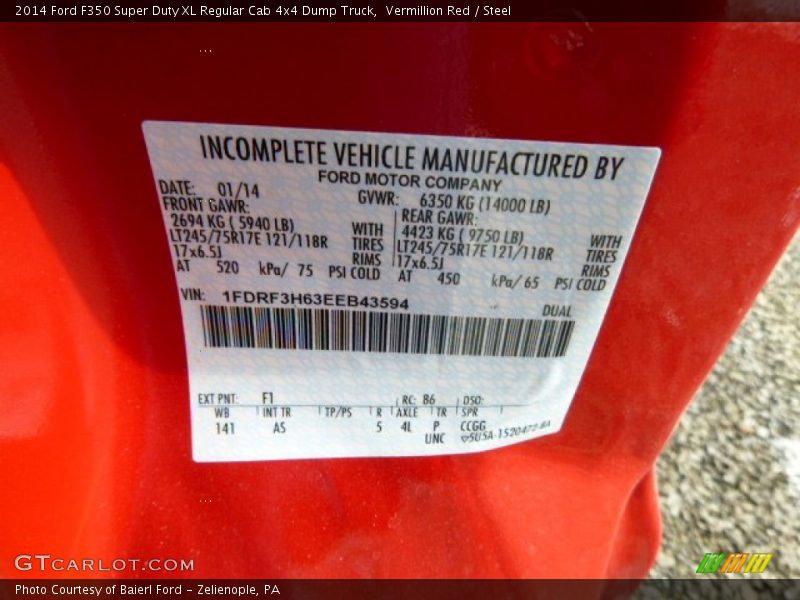 2014 Ford F350 Super Duty XL Regular Cab 4x4 Dump Truck,  Vermillion Red / Steel
INCOMPLETE VEHICLE MANUFACTURED BY
FORD MOTOR COMPANY
DATE: 01/14 GVWR: 6350 KG (14000 LB)
FRONT GAWR: REAR GAWR:
2694 KG ( 5940 LB) WITH 4423 KG ( 9750 LB) WITH
LT245/75R17E 121/118R TIRES LT245/75R17E 121/118R TIRES
17x6.5J RIMS 17x6.5J RIMS
AT 520 kPa/ 75 PSI COLD AT 450 kPa/ 65 PSI COLD
VIN: 1FDRF3H63EEB43594
DUAL
EXT PNT: F1 RC: B6 DSO:
WB INT TR TP/PS R AXLE TR SPR
141 AS 5 4L P CCGG
UNC 5U5A-1520472-BA
GTCARLOT.COM
Photo Courtesy of Baierl Ford - Zelienople, PA